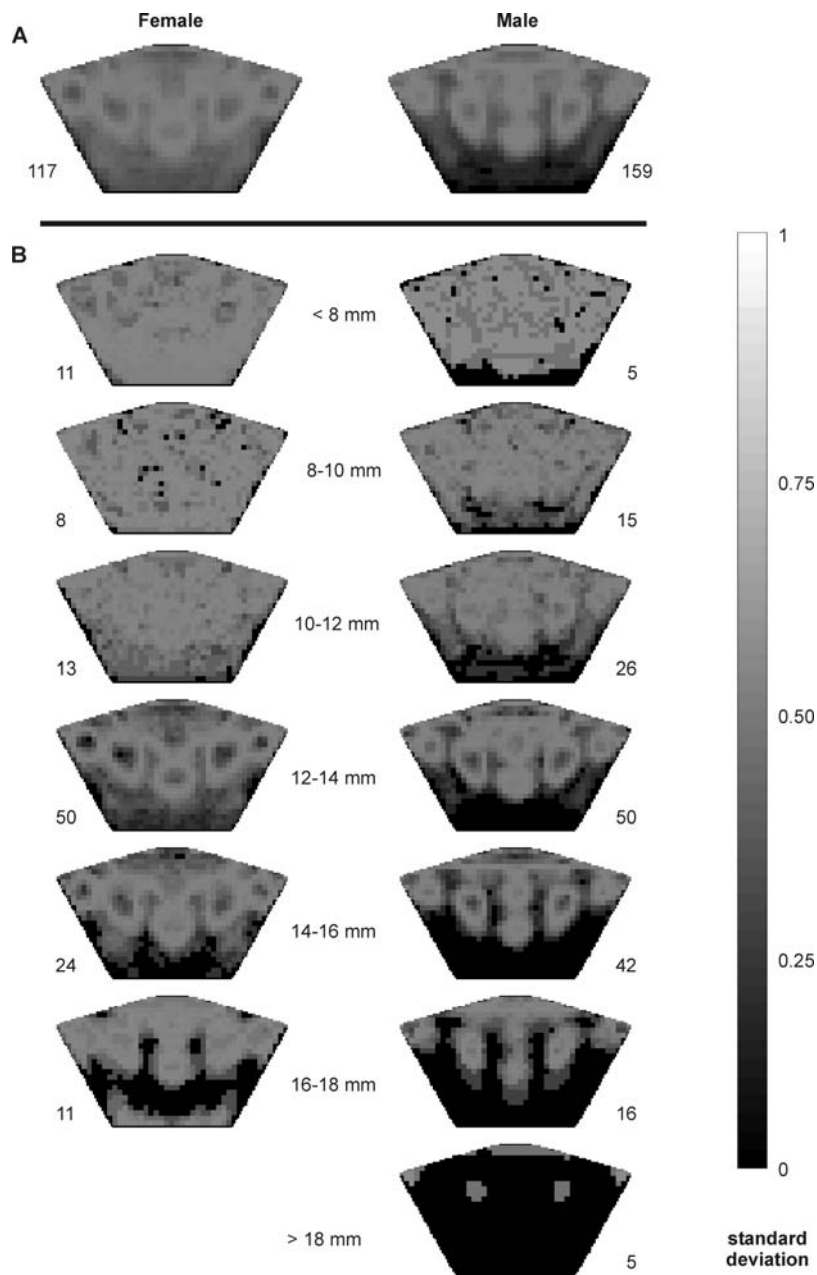 Female Male
A
117 159
B
< 8 mm
11 5
8-10 mm
8 15
10-12 mm
13 26
12-14 mm
50 50
14-16 mm
24 42
16-18 mm
11 16
> 18 mm
5
1
0.75
0.50
0.25
0
standard
deviation